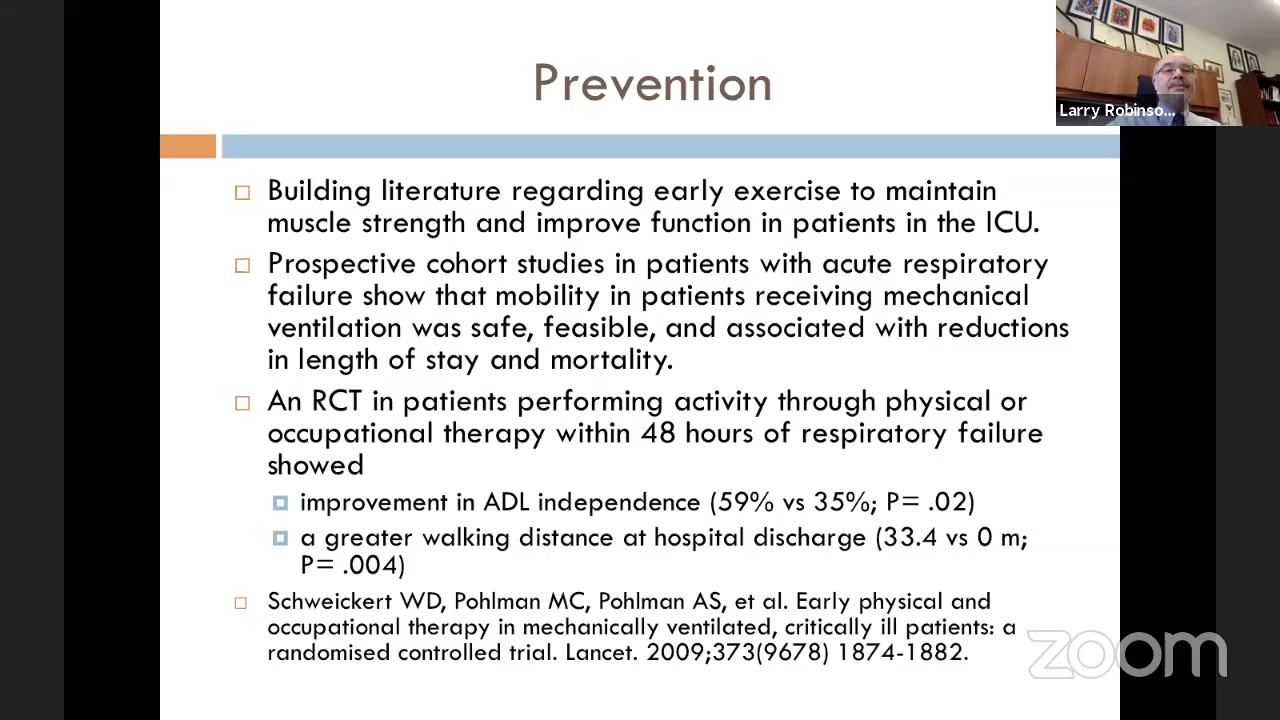 Prevention
Larry Robinso...
Building literature regarding early exercise to maintain
muscle strength and improve function in patients in the ICU.
Prospective cohort studies in patients with acute respiratory
failure show that mobility in patients receiving mechanical
ventilation was safe, feasible, and associated with reductions
in length of stay and mortality.
An RCT in patients performing activity through physical or
occupational therapy within 48 hours of respiratory failure
showed
improvement in ADL independence (59% vs 35%; P= .02)
a greater walking distance at hospital discharge (33.4 vs 0 m;
P= .004)
Schweickert WD, Pohlman MC, Pohlman AS, et al. Early physical and
occupational therapy in mechanically ventilated, critically ill patients: a
randomised controlled trial. Lancet. 2009;373(9678) 1874-1882.
zoom